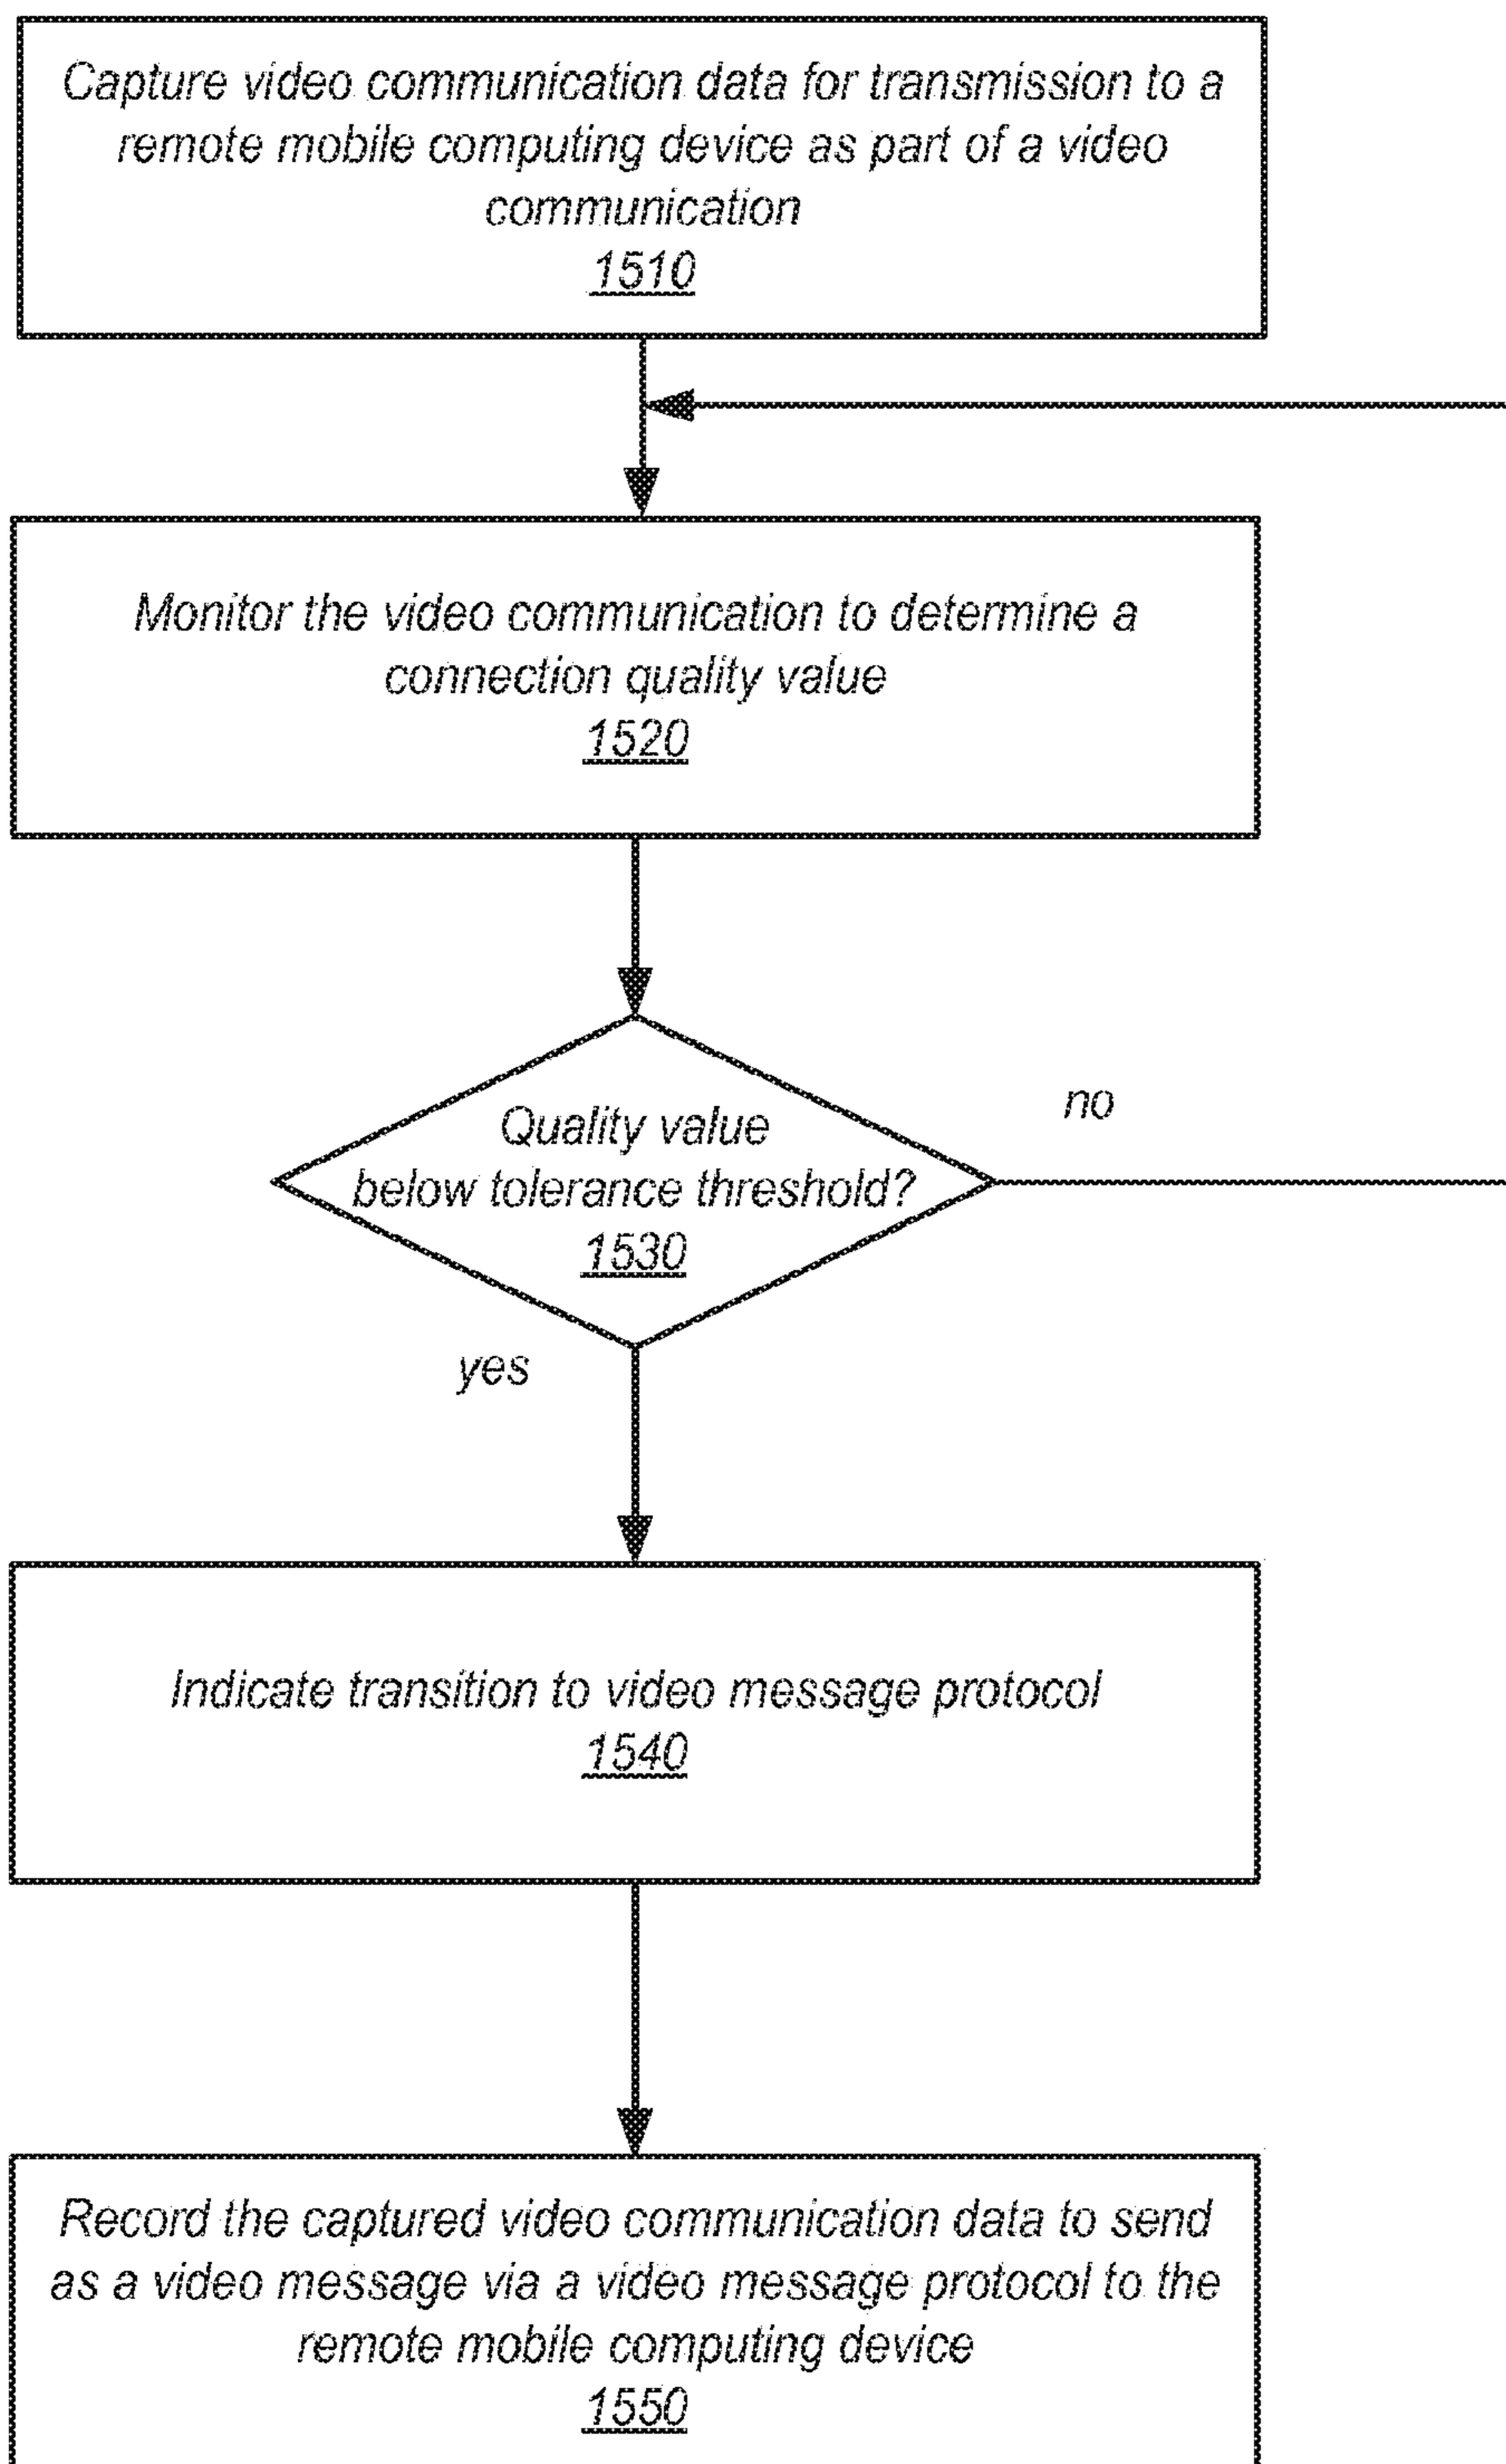 Capture video communication data for transmission to a
remote mobile computing device as part of a video
communication
1510
Monitor the video communication to determine a
connection quality value
1520
no
Quality value
below tolerance threshold?
1530
yes
Indicate transition to video message protocol
1540
Record the captured video communication data to send
as a video message via a video message protocol to the
remote mobile computing device
1550